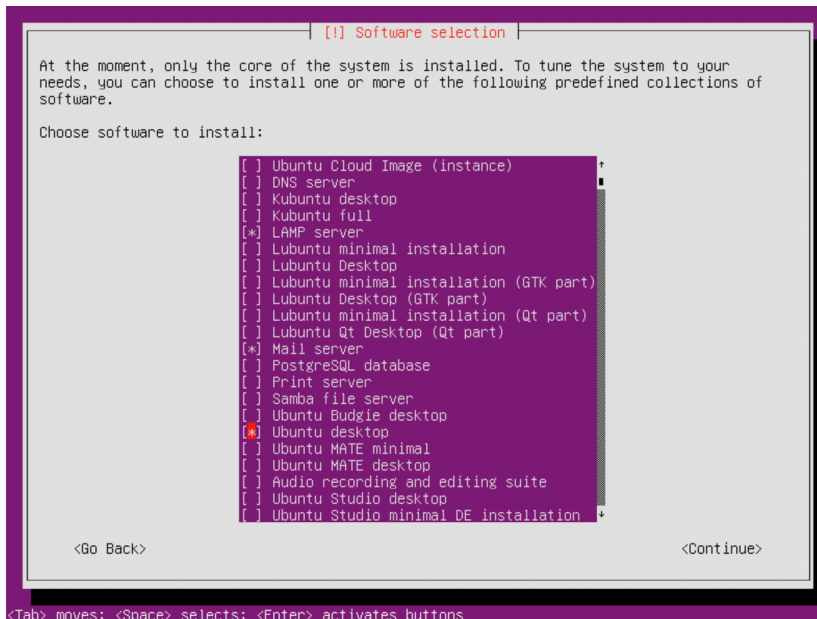 [!] Software selection
At the moment, only the core of the system is installed. To tune the system to your
needs, you can choose to install one or more of the following predefined collections of
software.
Choose software to install:
[ ] Ubuntu Cloud Image (instance)
[ ] DNS server
[ ] Kubuntu desktop
[ ] Kubuntu full
[*] LAMP server
[ ] Lubuntu minimal installation
[ ] Lubuntu Desktop
[ ] Lubuntu minimal installation (GTK part)
[ ] Lubuntu Desktop (GTK part)
[ ] Lubuntu minimal installation (Qt part)
[ ] Lubuntu Qt Desktop (Qt part)
[*] Mail server
[ ] PostgreSQL database
[ ] Print server
[ ] Samba file server
[ ] Ubuntu Budgie desktop
[*] Ubuntu desktop
[ ] Ubuntu MATE minimal
[ ] Ubuntu MATE desktop
[ ] Audio recording and editing suite
[ ] Ubuntu Studio desktop
[ ] Ubuntu Studio minimal DE installation
<Go Back> <Continue>
<Tab> moves; <Space> selects; <Enter> activates buttons